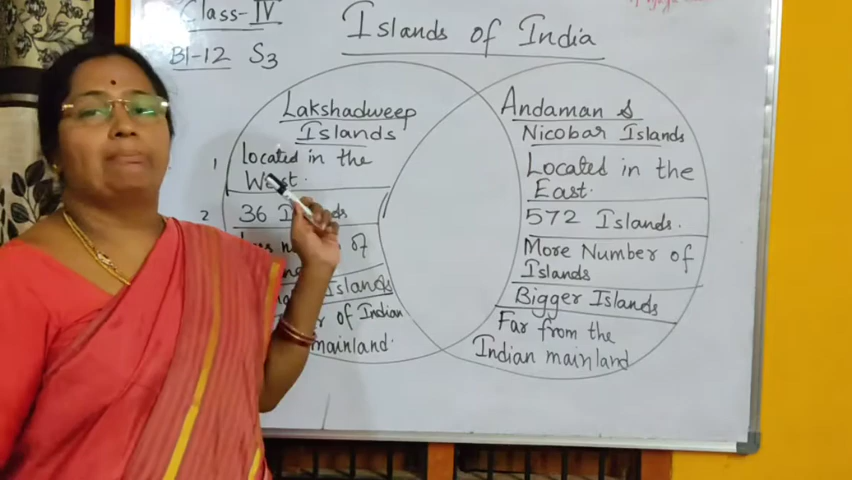 Class-IV
B1-12 S3
Islands of India
Lakshadweep
Islands
1 Located in the
West.
2 36 Islands
of
Islands
of Indian
mainland.
Andaman &
Nicobar Islands
Located in the
East.
572 Islands.
More Number of
Islands
Bigger Islands
Far from the
Indian mainland